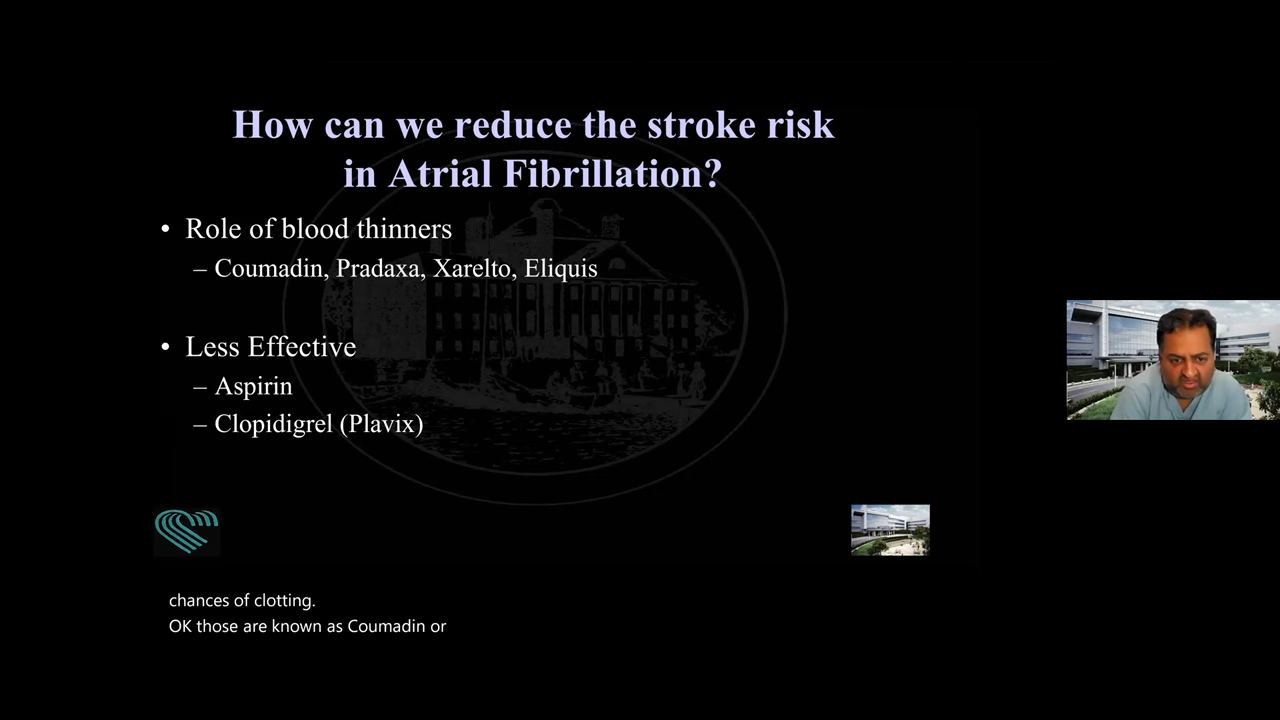 How can we reduce the stroke risk
in Atrial Fibrillation?
• Role of blood thinners
– Coumadin, Pradaxa, Xarelto, Eliquis
• Less Effective
– Aspirin
– Clopidigrel (Plavix)
chances of clotting.
OK those are known as Coumadin or